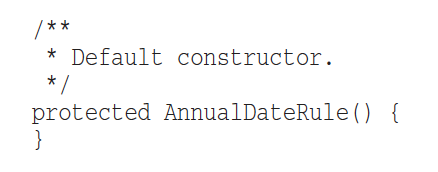 /**
 * Default constructor.
 */
protected AnnualDateRule() {
}